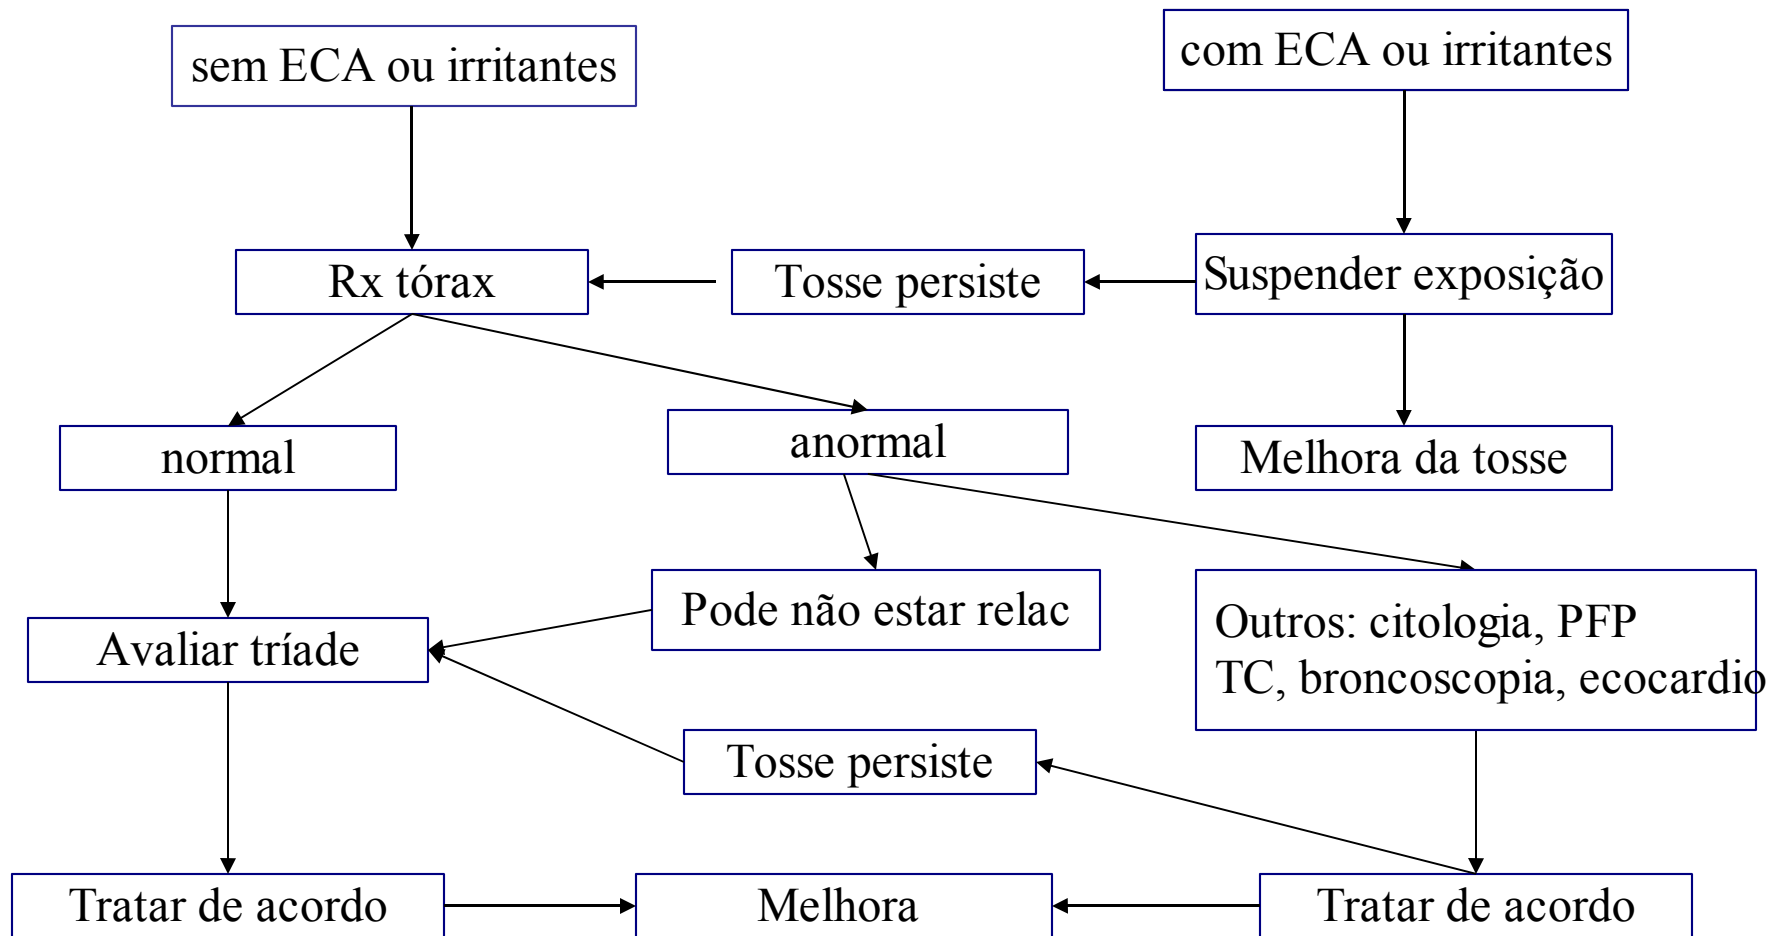 sem ECA ou irritantes
com ECA ou irritantes
Rx tórax
Tosse persiste
Suspender exposição
normal
anormal
Melhora da tosse
Avaliar tríade
Pode não estar relac
Outros: citologia, PFP
TC, broncoscopia, ecocardio
Tosse persiste
Tratar de acordo
Melhora
Tratar de acordo